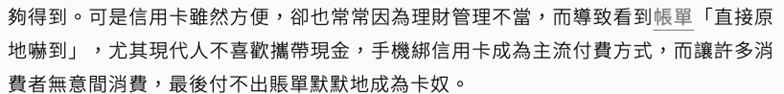 夠得到。可是信用卡雖然方便，卻也常常因為理財管理不當，而導致看到帳單「直接原
地嚇到」，尤其現代人不喜歡攜帶現金，手機綁信用卡成為主流付費方式，而讓許多消
費者無意間消費，最後付不出賬單默默地成為卡奴。